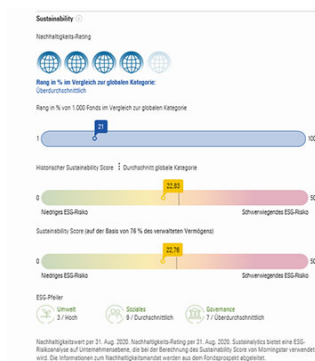 Sustainability
Nachhaltigkeits-Rating
Rang in % im Vergleich zur globalen Kategorie:
Überdurchschnittlich
Rang in % von 1.000 Fonds im Vergleich zur globalen Kategorie
21
1 100
Historischer Sustainability Score Durchschnitt globale Kategorie
22,83
0 50
Niedriges ESG-Risiko Schwerwiegendes ESG-Risiko
Sustainability Score (auf der Basis von 76 % des verwalteten Vermögens)
22,76
0 50
Niedriges ESG-Risiko Schwerwiegendes ESG-Risiko
ESG-Pfeiler
Umwelt Soziales Governance
3 / Hoch 9 / Durchschnittlich 7 / Überdurchschnittlich
Nachhaltigkeitswert per 31. Aug. 2020. Nachhaltigkeits-Rating per 31. Aug. 2020. Sustainalytics bietet eine ESG-
Risikoanalyse auf Unternehmensebene, die bei der Berechnung des Sustainability Score von Morningstar verwendet
wird. Die Informationen zum Nachhaltigkeitsmandat werden aus dem Fondsprospekt abgeleitet.